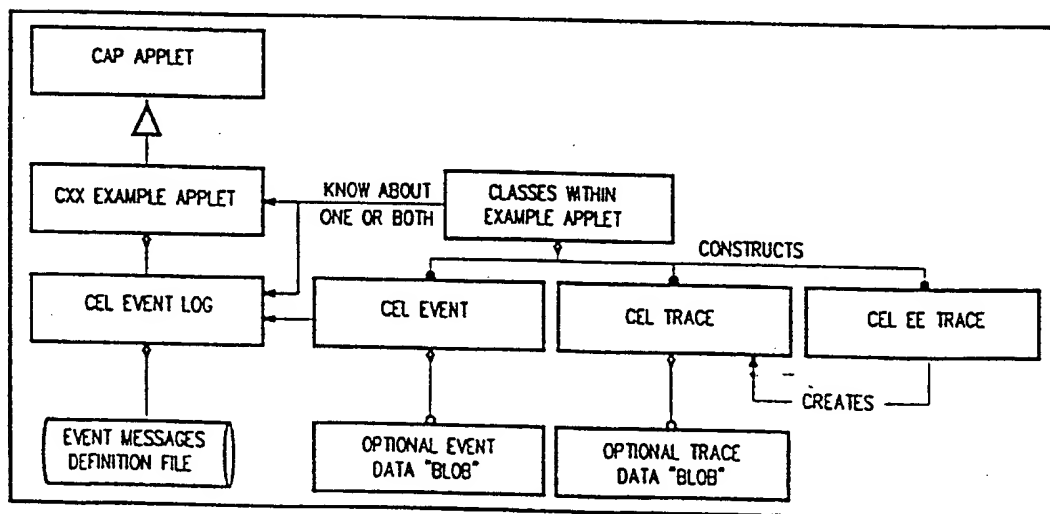 CAP APPLET
CXX EXAMPLE APPLET
KNOW ABOUT
ONE OR BOTH
CLASSES WITHIN
EXAMPLE APPLET
CONSTRUCTS
CEL EVENT LOG
CEL EVENT
CEL TRACE
CEL EE TRACE
CREATES
EVENT MESSAGES
DEFINITION FILE
OPTIONAL EVENT
DATA "BLOB"
OPTIONAL TRACE
DATA "BLOB"